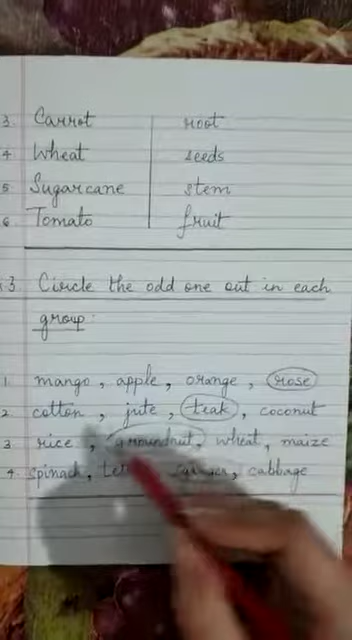 3. Carrot root
4. Wheat seeds
5. Sugarcane stem
6. Tomato fruit
3. Circle the odd one out in each
group:
1. mango, apple, orange, rose
2. cotton, jute, teak, coconut
3. rice, groundnut, wheat, maize
4. spinach, cabbage